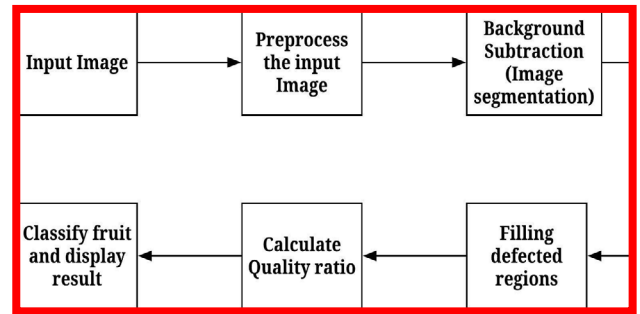 Input Image
Preprocess
the input
Image
Background
Subtraction
(Image
segmentation)
Filling
defected
regions
Calculate
Quality ratio
Classify fruit
and display
result